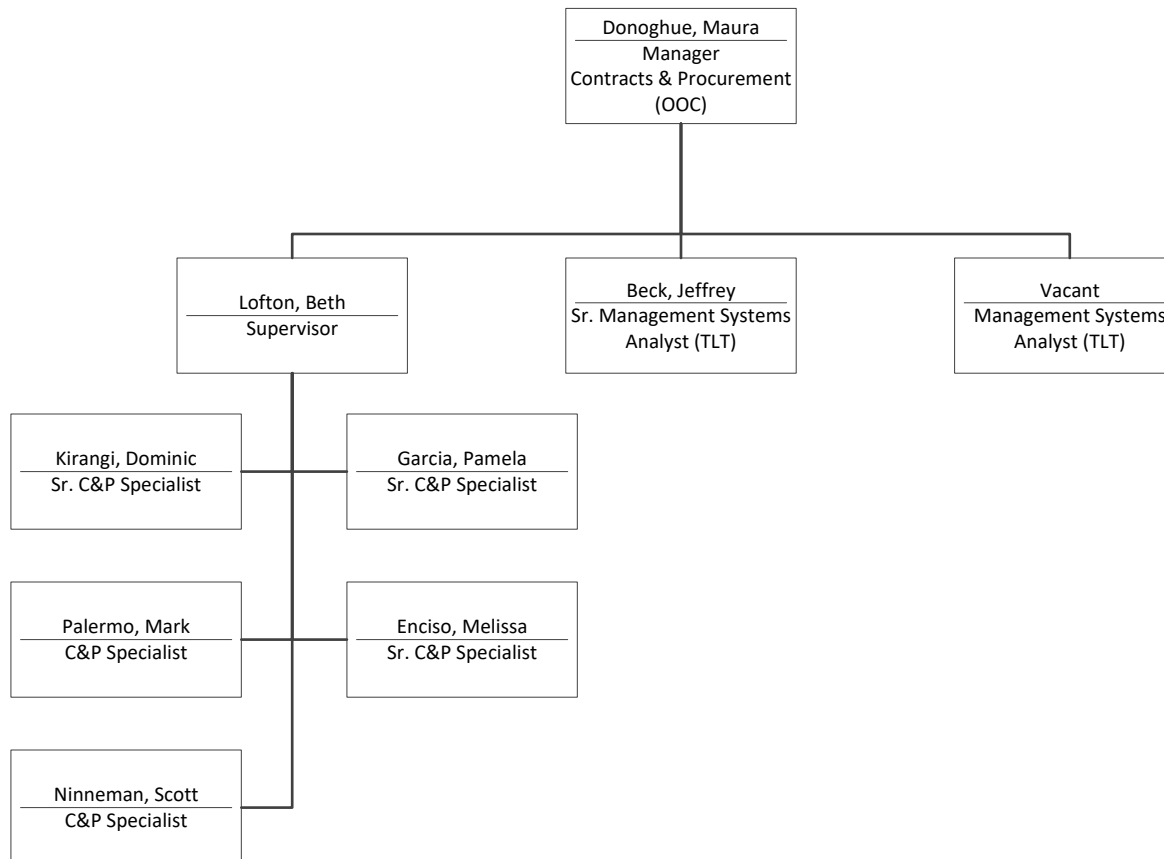 Donoghue, Maura
Manager
Contracts & Procurement
(OOC)
Lofton, Beth
Supervisor
Beck, Jeffrey
Sr. Management Systems
Analyst (TLT)
Vacant
Management Systems
Analyst (TLT)
Kirangi, Dominic
Sr. C&P Specialist
Garcia, Pamela
Sr. C&P Specialist
Palermo, Mark
C&P Specialist
Enciso, Melissa
Sr. C&P Specialist
Ninneman, Scott
C&P Specialist